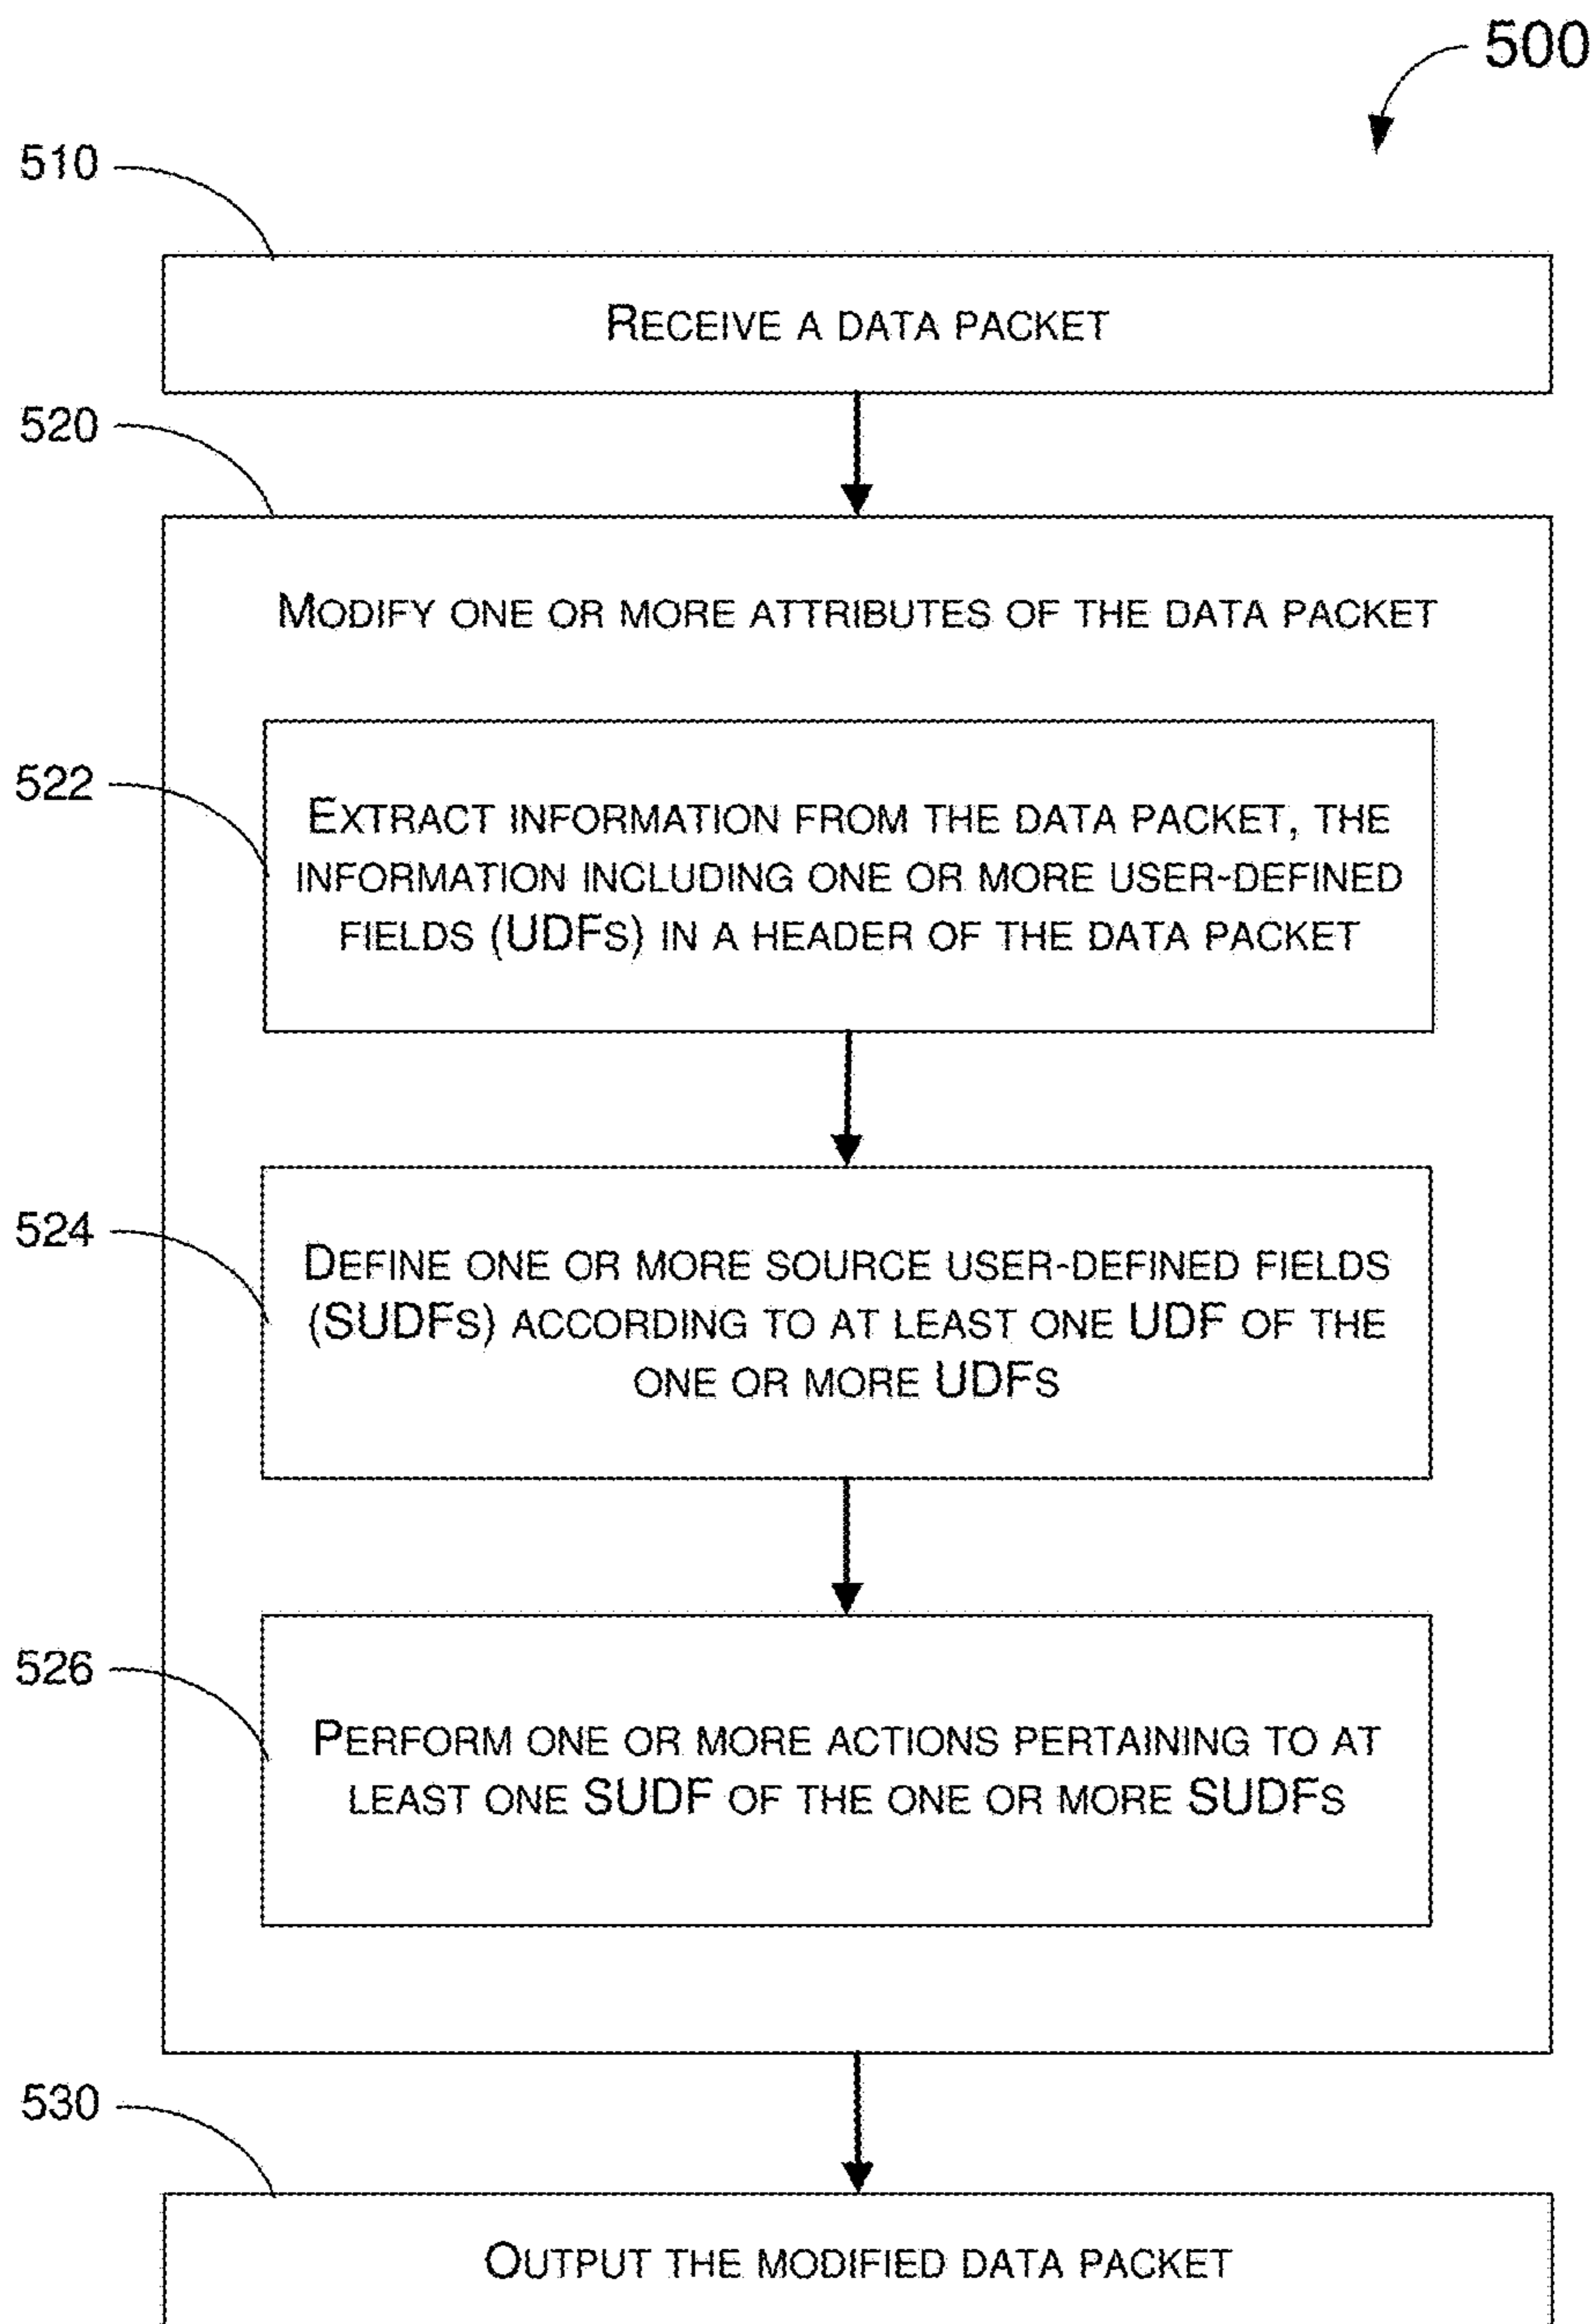 500
510
RECEIVE A DATA PACKET
520
MODIFY ONE OR MORE ATTRIBUTES OF THE DATA PACKET
522
EXTRACT INFORMATION FROM THE DATA PACKET, THE
INFORMATION INCLUDING ONE OR MORE USER-DEFINED
FIELDS (UDFS) IN A HEADER OF THE DATA PACKET
524
DEFINE ONE OR MORE SOURCE USER-DEFINED FIELDS
(SUDFS) ACCORDING TO AT LEAST ONE UDF OF THE
ONE OR MORE UDFS
526
PERFORM ONE OR MORE ACTIONS PERTAINING TO AT
LEAST ONE SUDF OF THE ONE OR MORE SUDFS
530
OUTPUT THE MODIFIED DATA PACKET